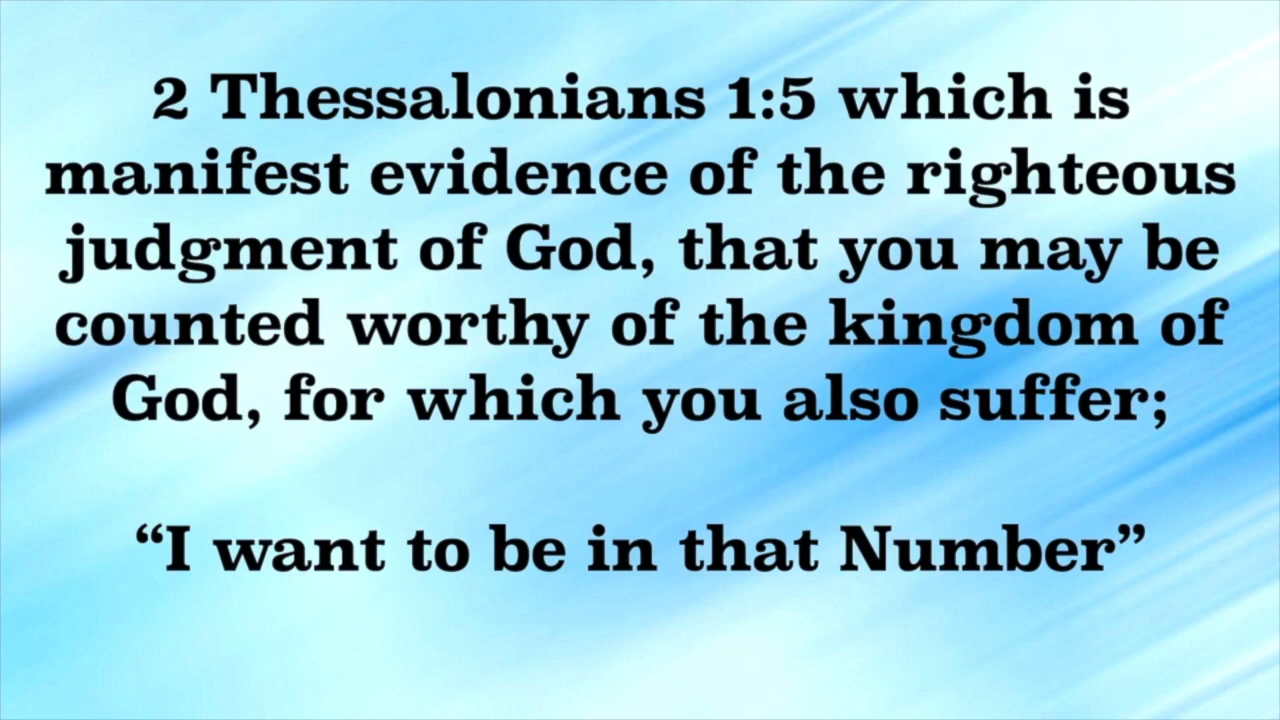 2 Thessalonians 1:5 which is
manifest evidence of the righteous
judgment of God, that you may be
counted worthy of the kingdom of
God, for which you also suffer;
“I want to be in that Number”